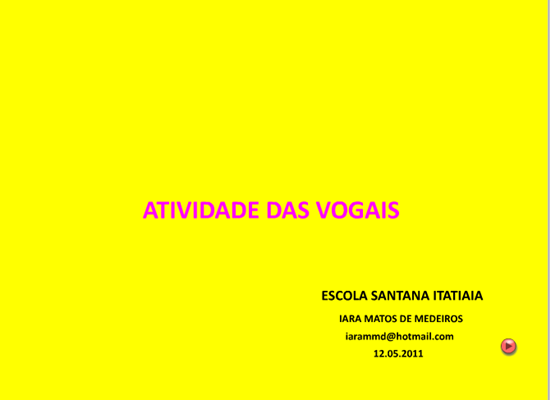 ATIVIDADE DAS VOGAIS
ESCOLA SANTANA ITATIAIA
IARA MATOS DE MEDEIROS
iarammd@hotmail.com
12.05.2011